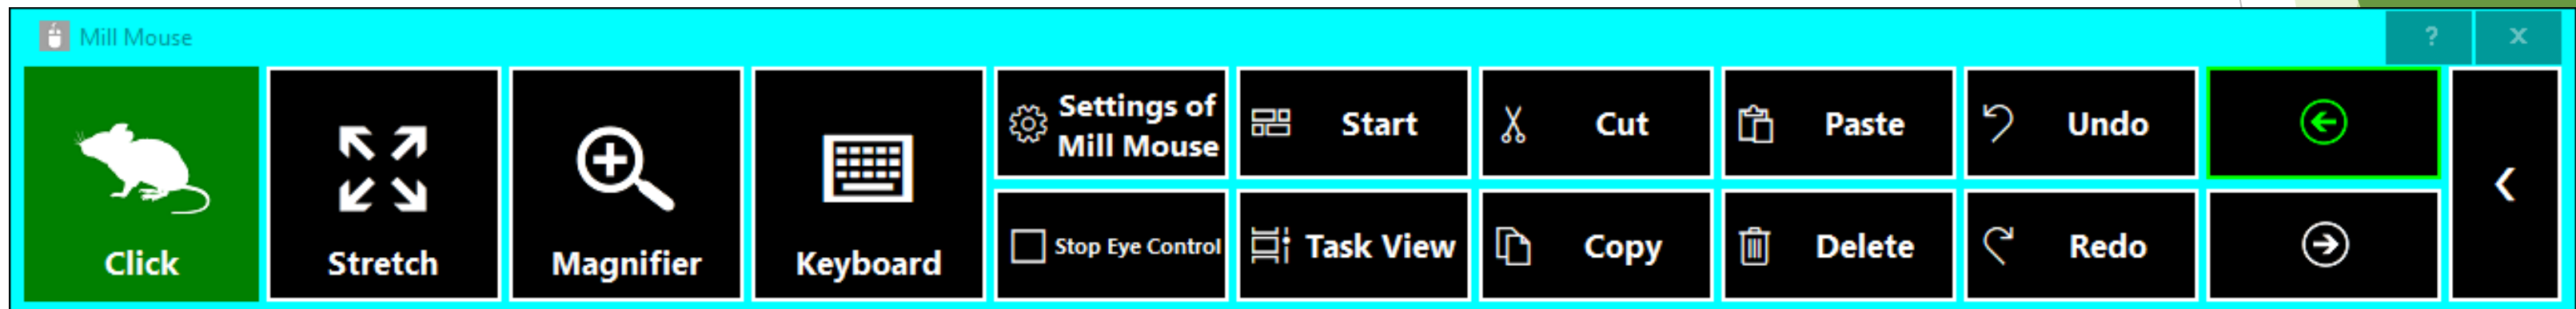 Mill Mouse
? x
Click
Stretch
Magnifier
Keyboard
Settings of
Mill Mouse
Start
Cut
Paste
Undo
Stop Eye Control
Task View
Copy
Delete
Redo